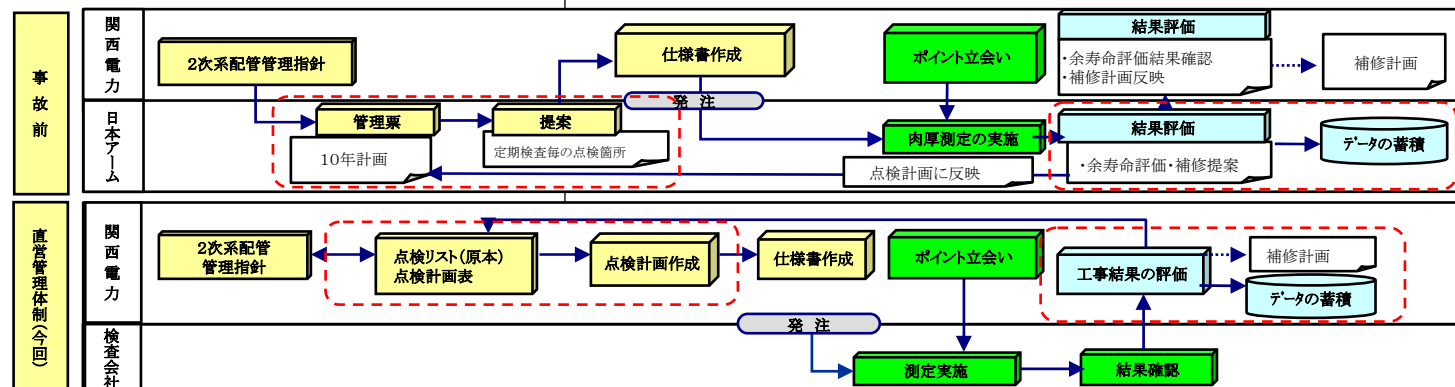 事故前
関西電力
2次系配管管理指針
仕様書作成
ポイント立会い
結果評価
・余寿命評価結果確認
・補修計画反映
補修計画
発 注
日本アーム
管理票
10年計画
提案
定期検査毎の点検箇所
肉厚測定の実施
点検計画に反映
結果評価
・余寿命評価・補修提案
データの蓄積
直営管理体制(今回)
関西電力
2次系配管
管理指針
点検リスト(原本)
点検計画表
点検計画作成
仕様書作成
ポイント立会い
工事結果の評価
補修計画
データの蓄積
発 注
検査会社
測定実施
結果確認